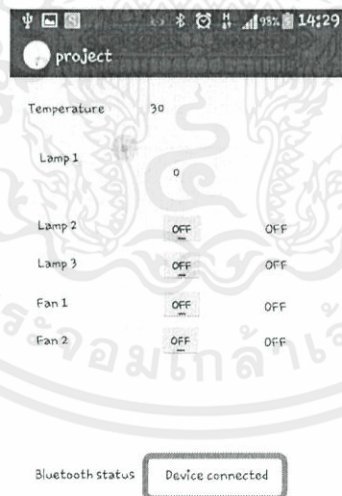 H 98% 14:29
project
Temperature 30
Lamp 1
0
Lamp 2 OFF OFF
Lamp 3 OFF OFF
Fan 1 OFF OFF
Fan 2 OFF OFF
Bluetooth status Device connected